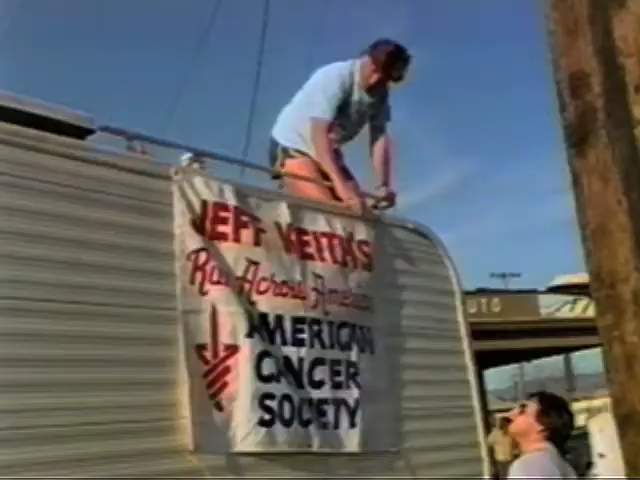 JEFF KEITH'S
Run Across America
AMERICAN
CANCER
SOCIETY
UTO